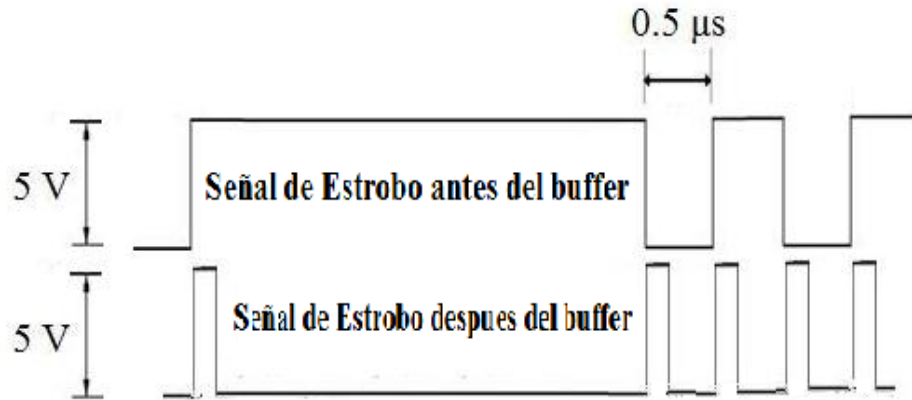 0.5 μs
5 V
Señal de Estrobo antes del buffer
5 V
Señal de Estrobo despues del buffer